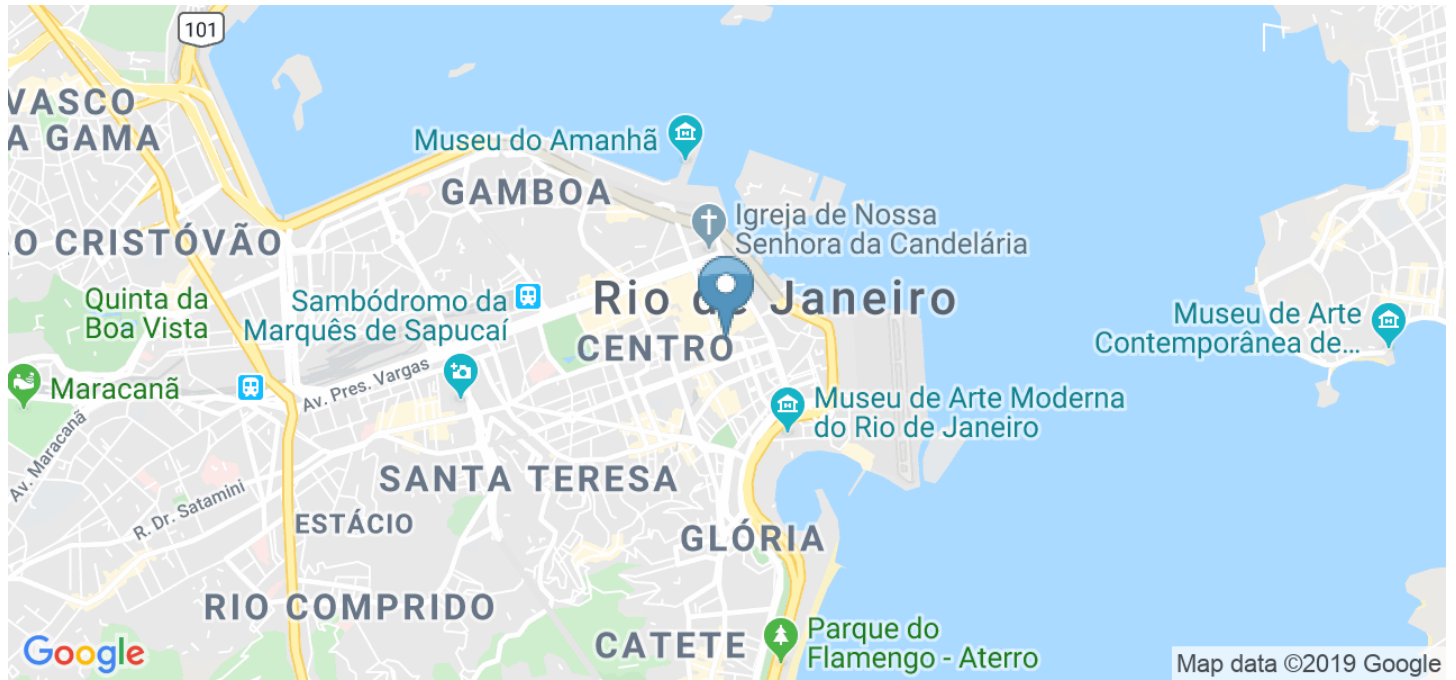 101
VASCO
A GAMA
Museu do Amanhã
GAMBOA
Igreja de Nossa
Senhora da Candelária
O CRISTÓVÃO
Quinta da
Boa Vista
Sambódromo da
Marquês de Sapucaí
Rio de Janeiro
CENTRO
Museu de Arte
Contemporânea de...
Maracanã
Av. Pres. Vargas
Museu de Arte Moderna
do Rio de Janeiro
Av. Maracanã
R. Dr. Satamini
SANTA TERESA
ESTÁCIO
GLÓRIA
RIO COMPRIDO
CATETE
Parque do
Flamengo - Aterro
Google
Map data ©2019 Google